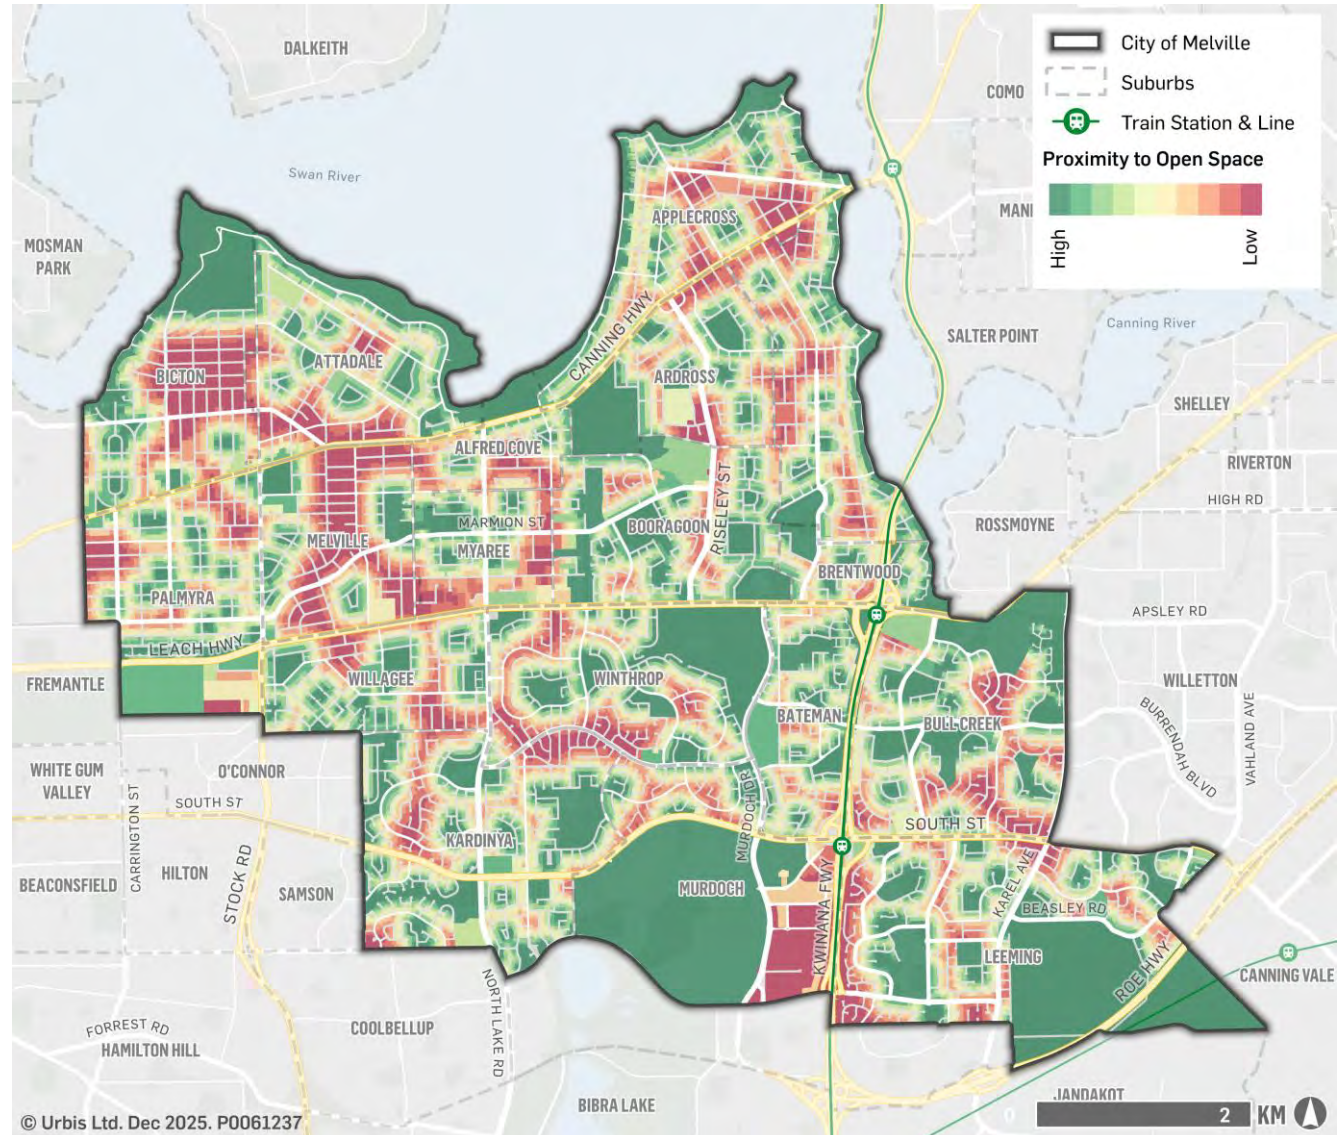 DALKEITH
City of Melville
Suburbs
Train Station & Line
Proximity to Open Space
High
Low
COMO
Swan River
MOSMAN
PARK
APPLECROSS
Canning River
SALTER POINT
CANNING HWY
ATTADALE
BICTON
ARDROSS
SHELLEY
ALFRED COVE
RIVERTON
HIGH RD
RISELEY ST
MARMION ST
BOORAGOON
ROSSMOYNE
MELVILLE
MYAREE
BRENTWOOD
PALMYRA
APSLEY RD
LEACH HWY
FREMANTLE
WILLAGEE
WINTHROP
WILLETTON
BATEMAN
BULL CREEK
BURRENDAH BLVD
VAHLAND AVE
WHITE GUM
VALLEY
O'CONNOR
SOUTH ST
CARRINGTON ST
MURDOCH DR
SOUTH ST
KARDINYA
BEACONSFIELD
HILTON
STOCK RD
SAMSON
MURDOCH
KWINANA FWY
KAREL AVE
BEASLEY RD
LEEMING
ROE HWY
CANNING VALE
NORTH LAKE RD
FORREST RD
COOLBELLUP
HAMILTON HILL
BIBRA LAKE
JANDAKOT
0
2
KM
© Urbis Ltd. Dec 2025. P0061237